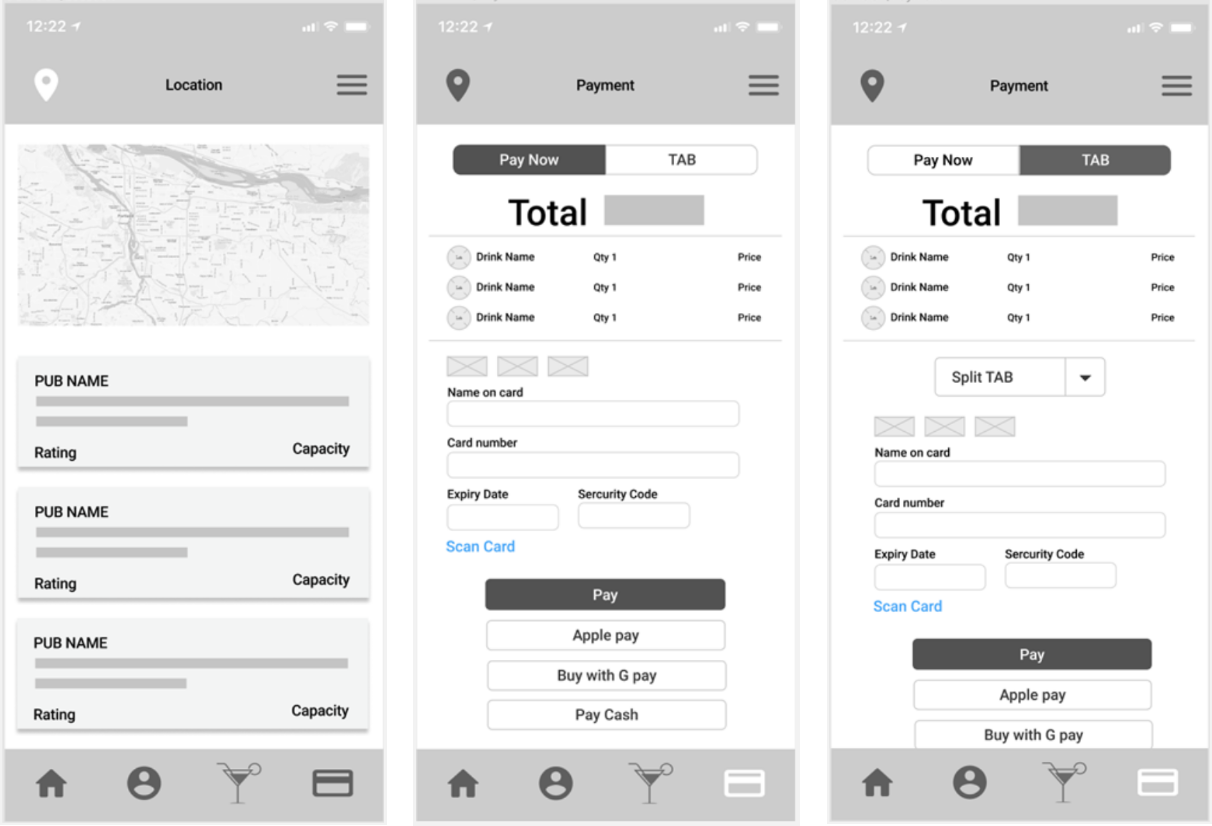 12:22
Location
PUB NAME
Rating Capacity
PUB NAME
Rating Capacity
PUB NAME
Rating Capacity
12:22
Payment
Pay Now TAB
Total
Drink Name Qty 1 Price
Drink Name Qty 1 Price
Drink Name Qty 1 Price
Name on card
Card number
Expiry Date Sercurity Code
Scan Card
Pay
Apple pay
Buy with G pay
Pay Cash
12:22
Payment
Pay Now TAB
Total
Drink Name Qty 1 Price
Drink Name Qty 1 Price
Drink Name Qty 1 Price
Split TAB
Name on card
Card number
Expiry Date Sercurity Code
Scan Card
Pay
Apple pay
Buy with G pay